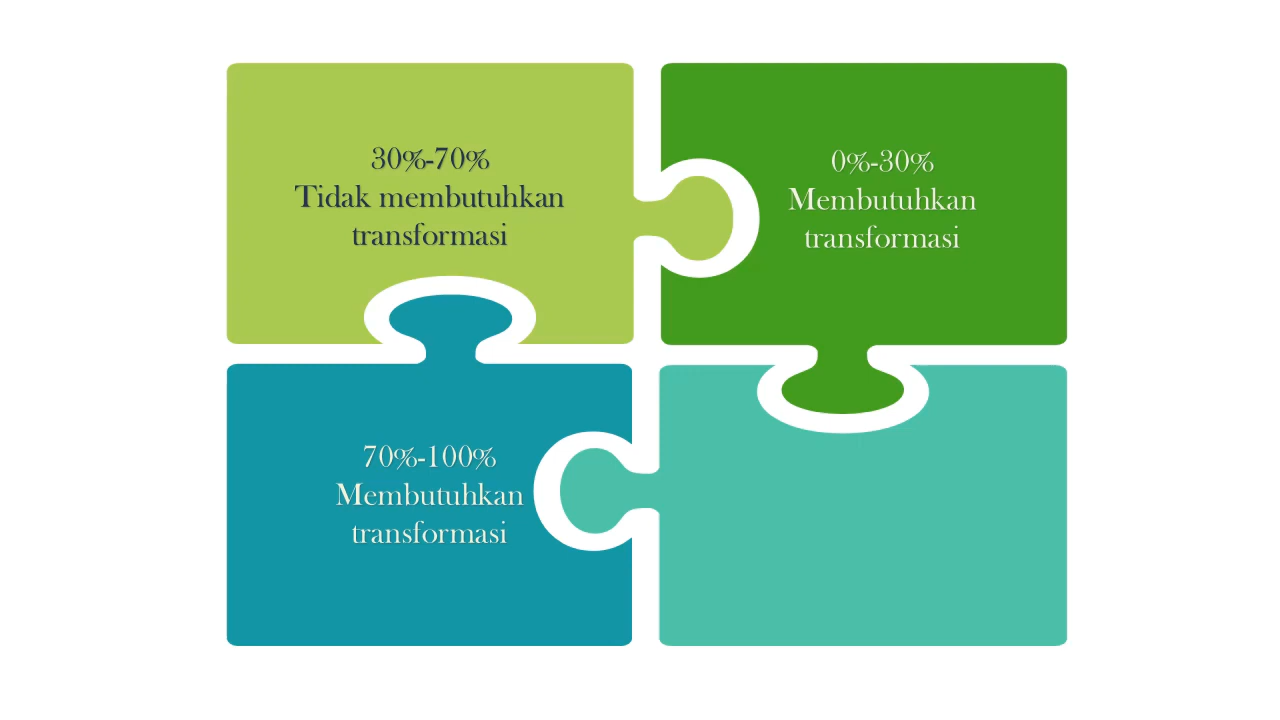 30%-70%
Tidak membutuhkan
transformasi
0%-30%
Membutuhkan
transformasi
70%-100%
Membutuhkan
transformasi